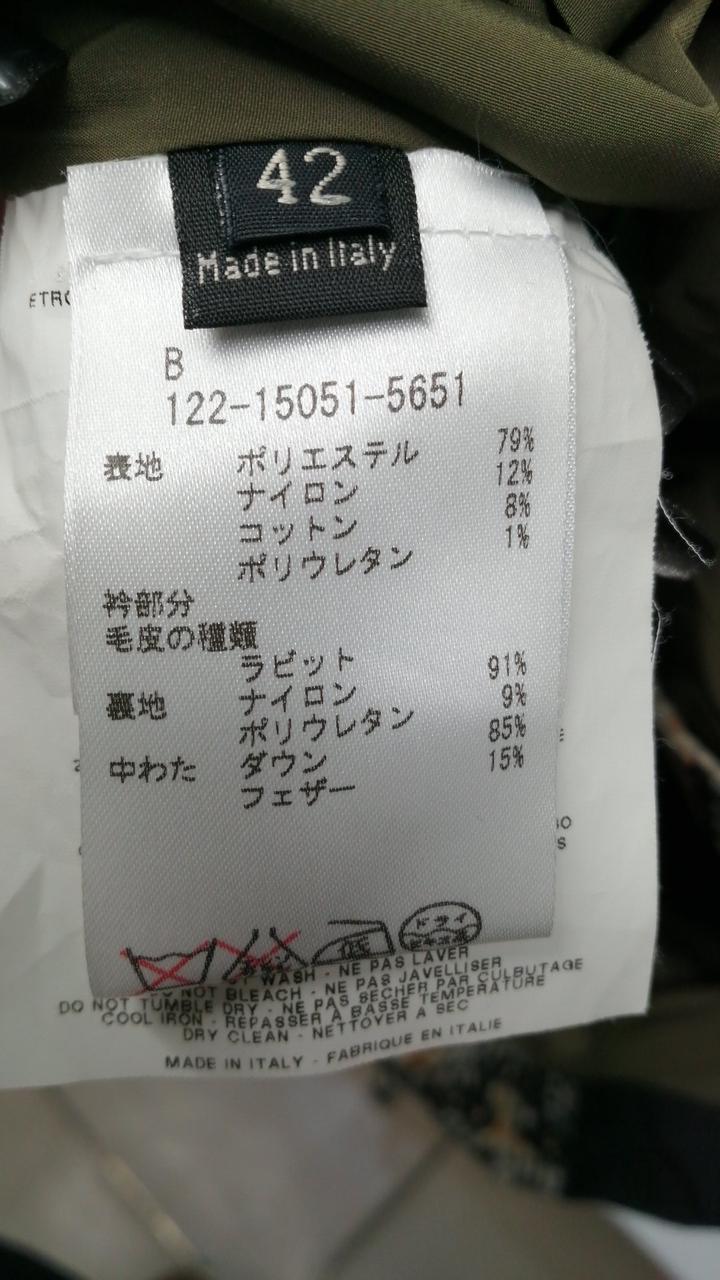 42
Made in Italy
ETRO
B
122-15051-5651
表地 ポリエステル 79%
ナイロン 12%
コットン 8%
ポリウレタン 1%
衿部分
毛皮の種類
ラビット
裏地 ナイロン 91%
ポリウレタン 9%
中わた ダウン 85%
フェザー 15%
ドライ
WASH - NE PAS LAVER
NOT BLEACH - NE PAS JAVELLISER
DO NOT TUMBLE DRY - NE PAS SECHER PAR CULBUTAGE
COOL IRON - REPASSER A BASSE TEMPERATURE
DRY CLEAN - NETTOYER A SEC
MADE IN ITALY - FABRIQUE EN ITALIE